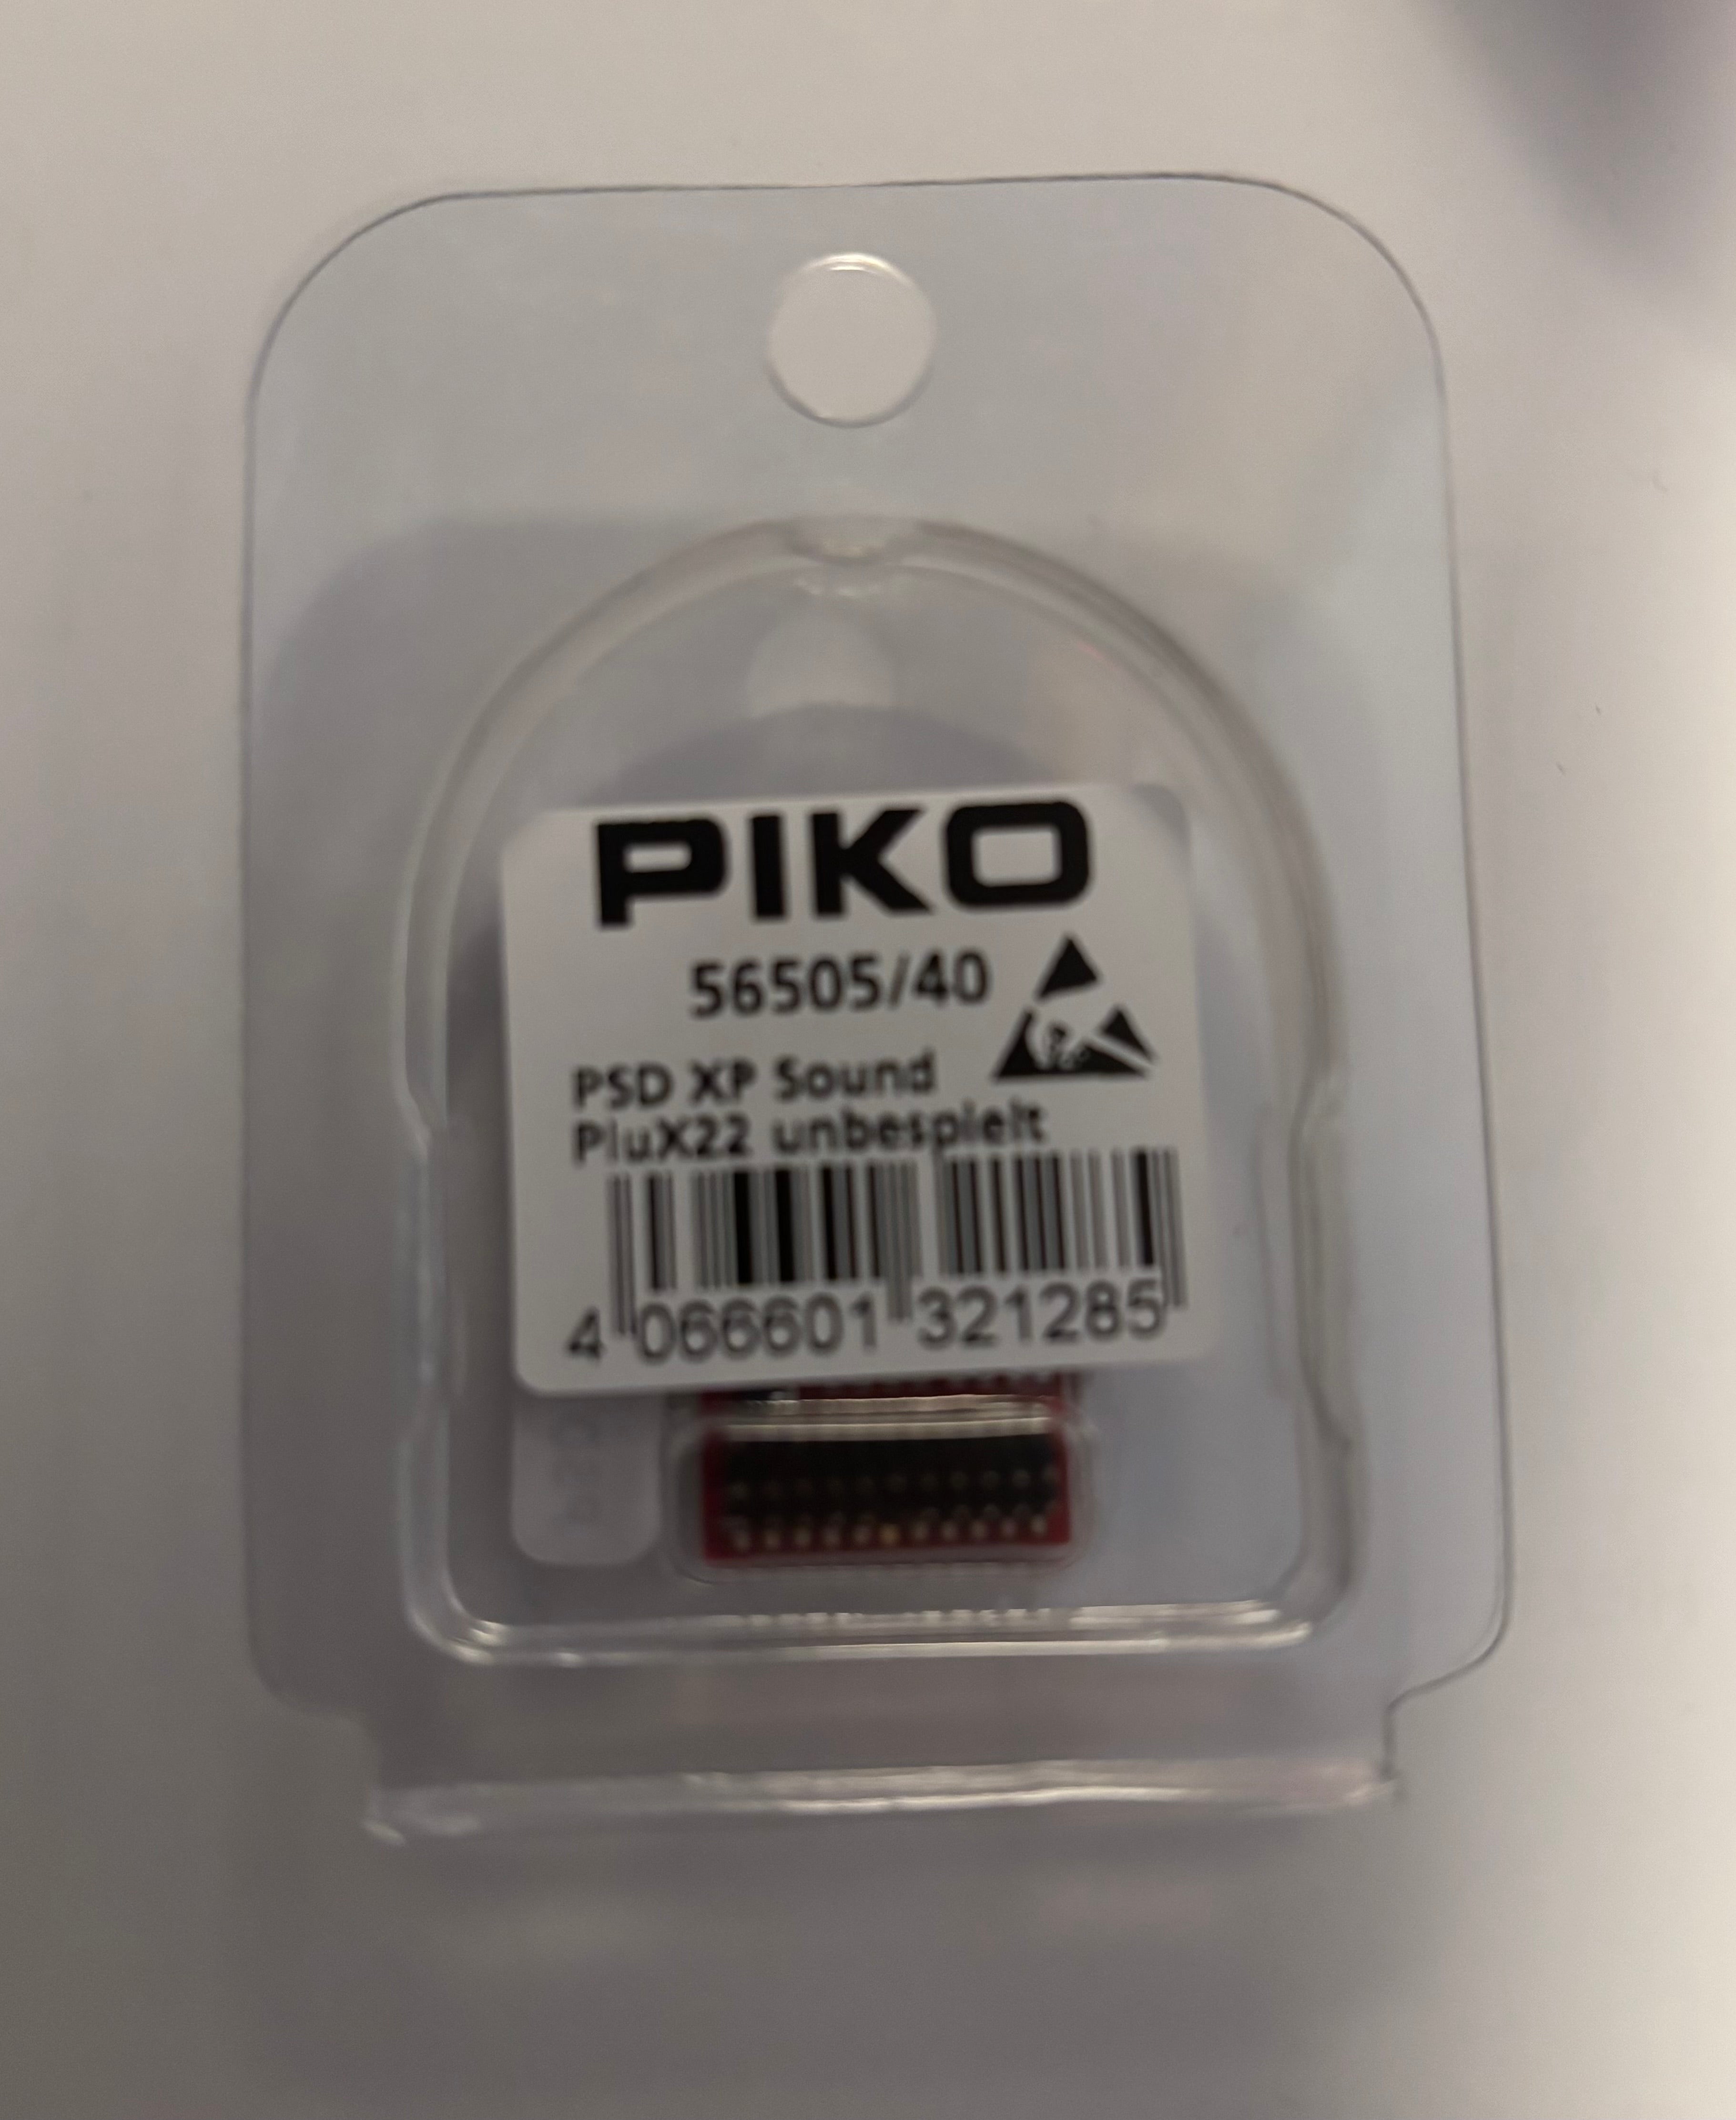 PIKO
56505/40
PSD XP Sound
PluX22 unbespielt
4 066601 321285